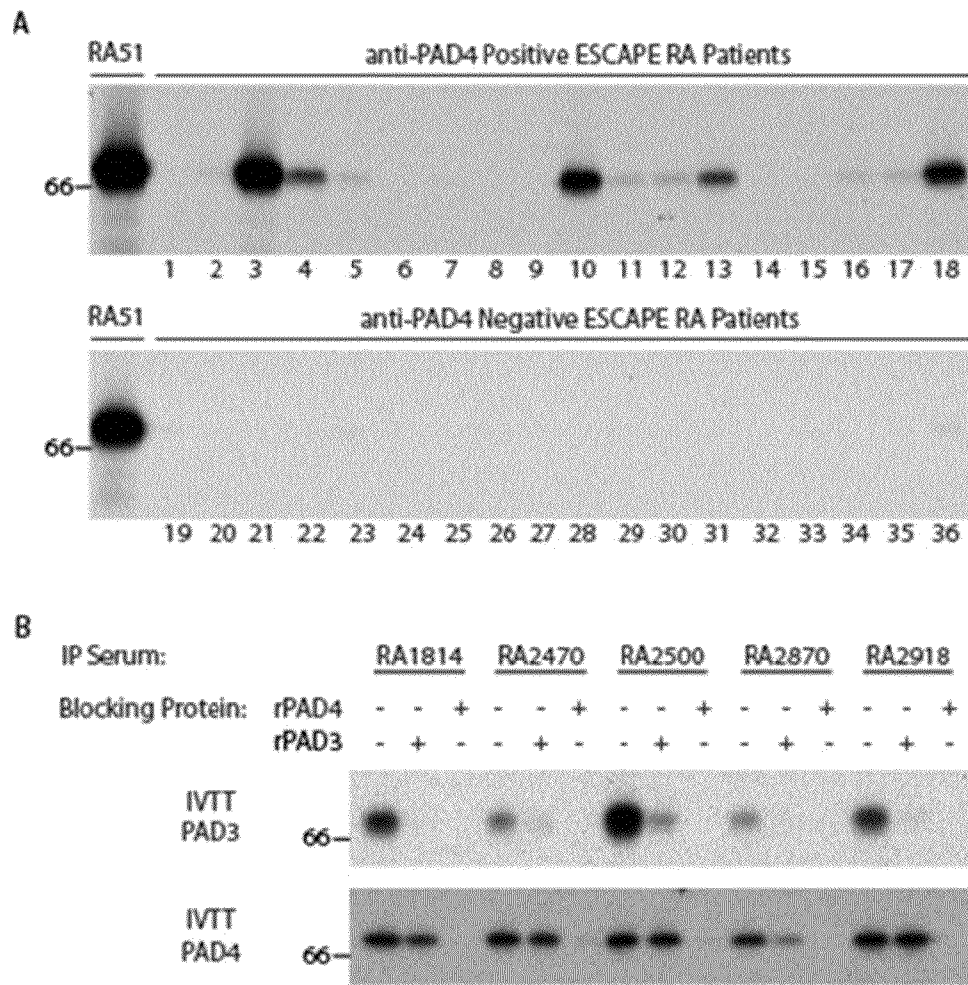 A
RA51 anti-PAD4 Positive ESCAPE RA Patients
66
1 2 3 4 5 6 7 8 9 10 11 12 13 14 15 16 17 18
RA51 anti-PAD4 Negative ESCAPE RA Patients
66
19 20 21 22 23 24 25 26 27 28 29 30 31 32 33 34 35 36
B
IP Serum: RA1814 RA2470 RA2500 RA2870 RA2918
Blocking Protein: rPAD4 - - + - - + - - + - - + - - +
rPAD3 - + - - + - - + - - + - - + -
IVTT
PAD3 66
IVTT
PAD4 66